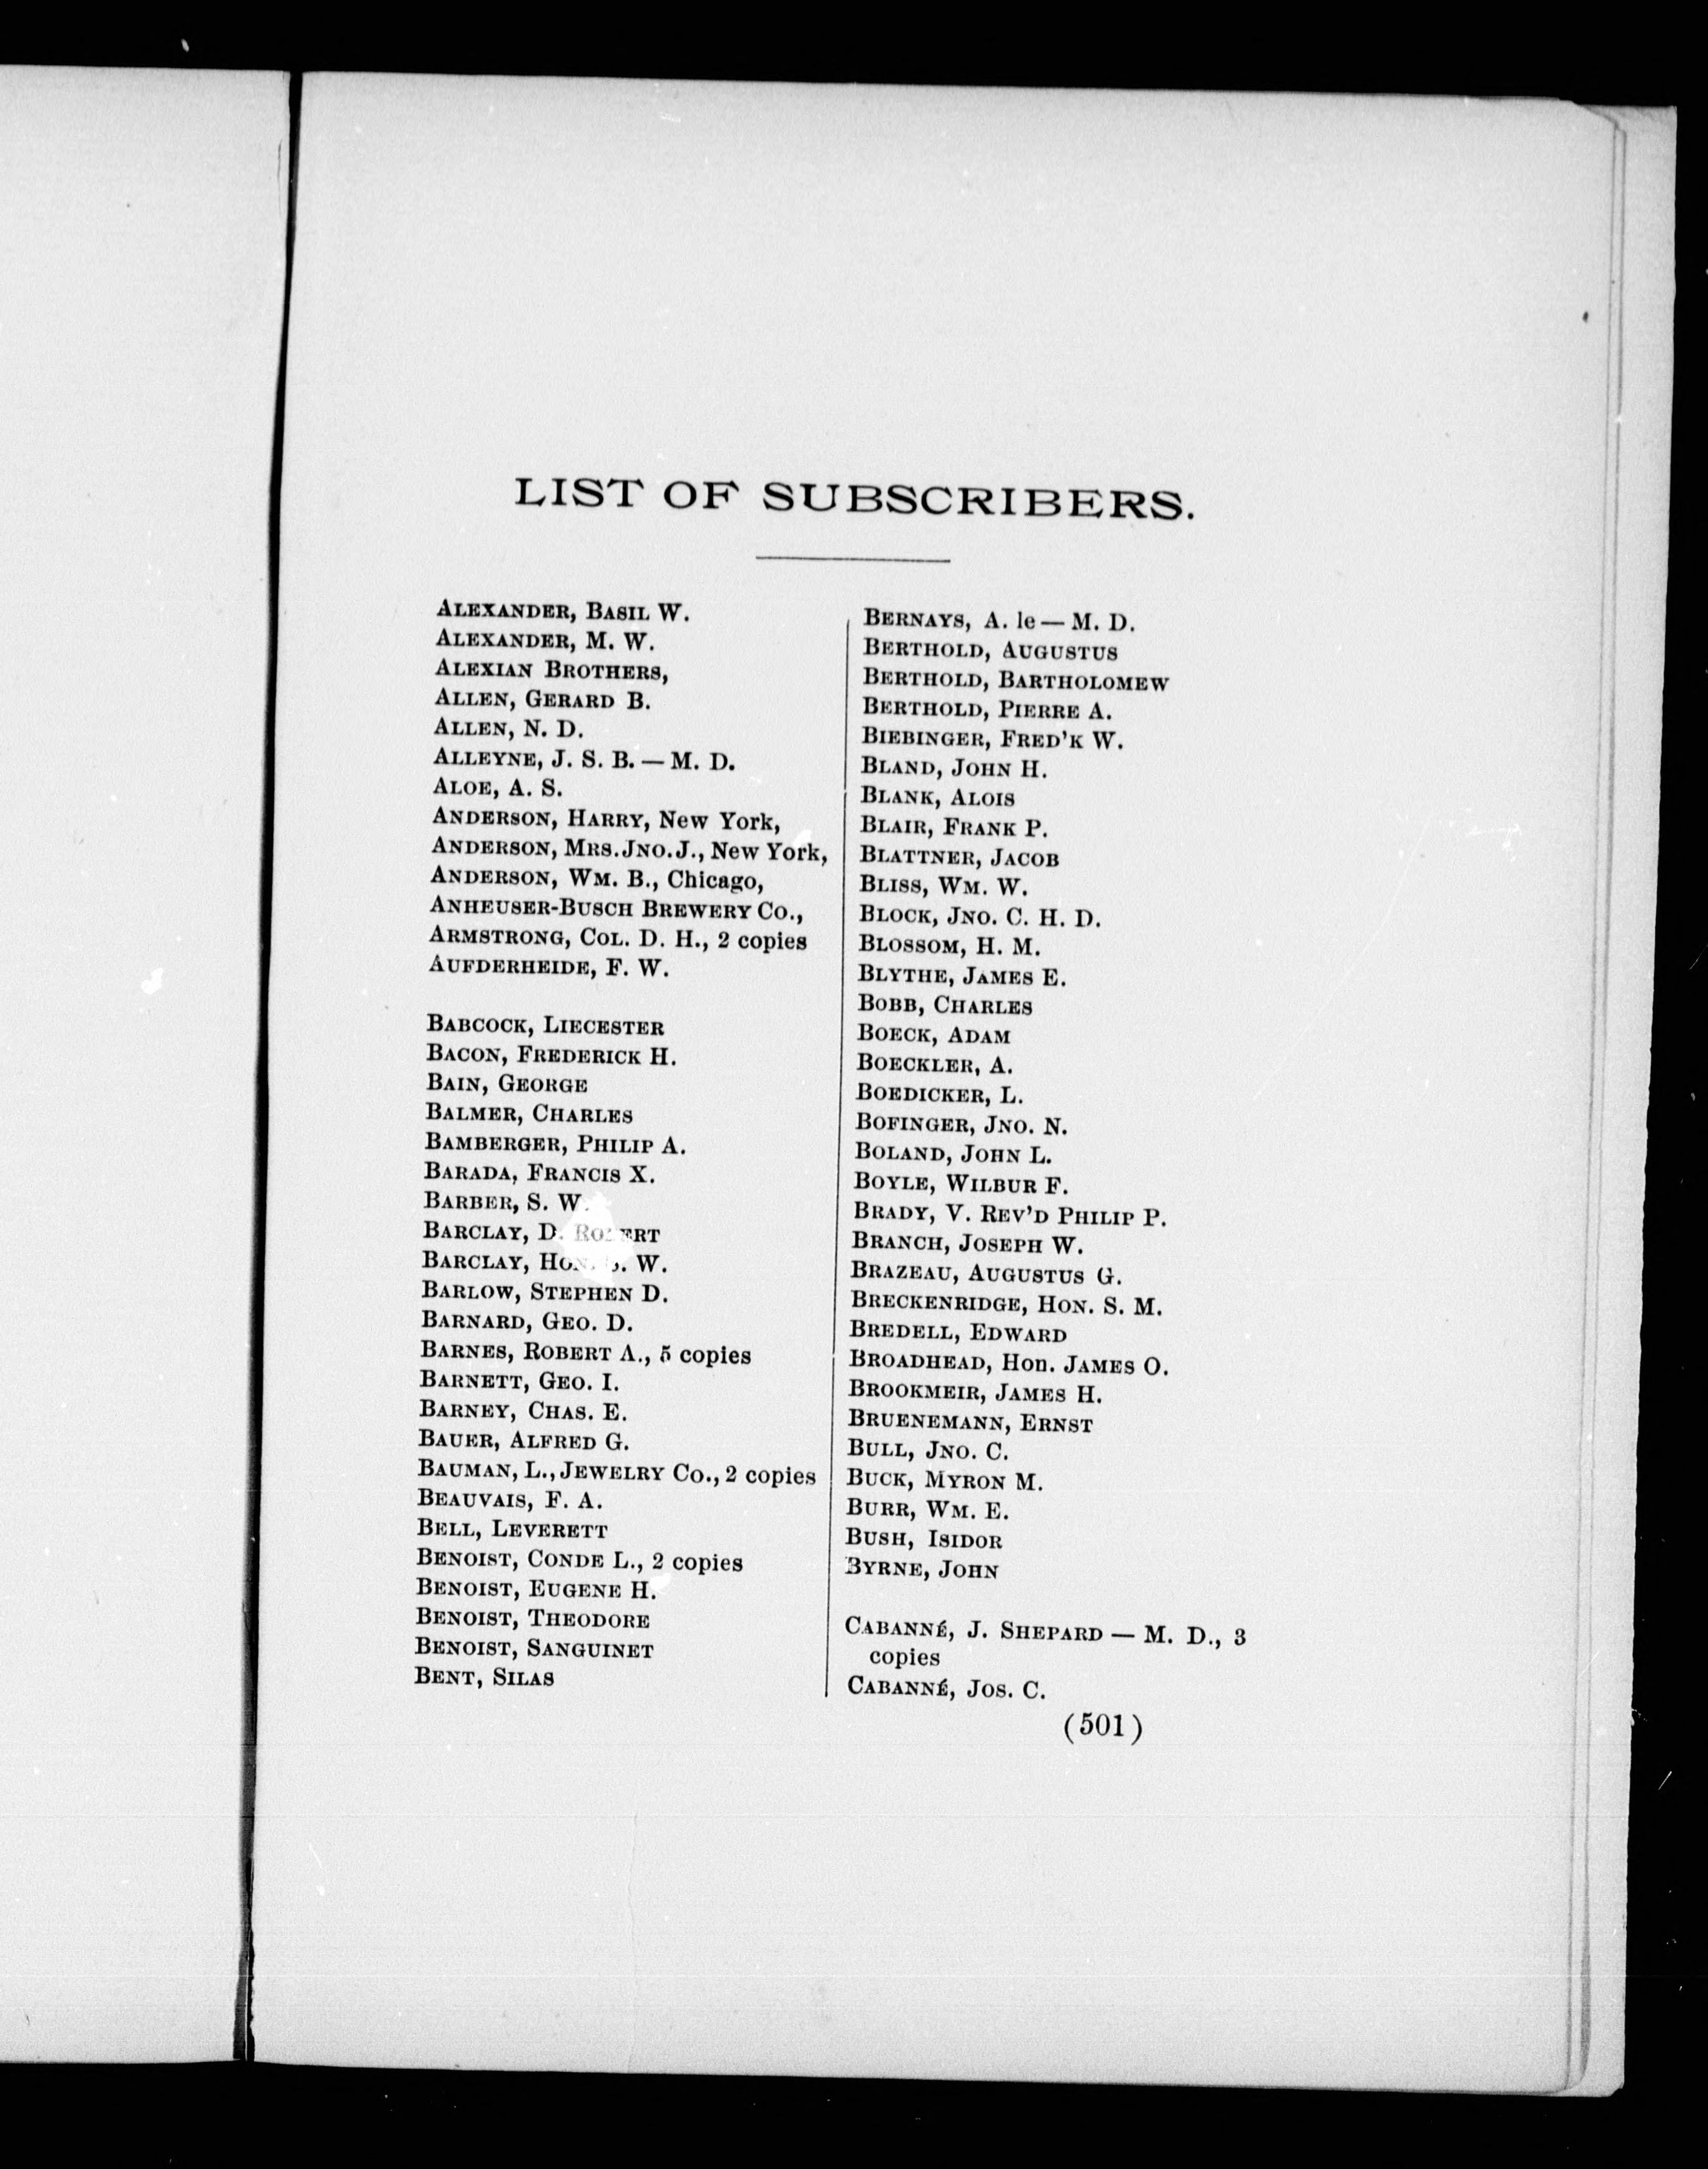 LIST OF SUBSCRIBERS.
ALEXANDER, BASIL W.
ALEXANDER, M. W.
ALEXIAN BROTHERS,
ALLEN, GERARD B.
ALLEN, N. D.
ALLEYNE, J. S. B. — M. D.
ALOE, A. S.
ANDERSON, HARRY, New York,
ANDERSON, MRS. JNO. J., New York,
ANDERSON, WM. B., Chicago,
ANHEUSER-BUSCH BREWERY CO.,
ARMSTRONG, COL. D. H., 2 copies
AUFDERHEIDE, F. W.
BABCOCK, LIECESTER
BACON, FREDERICK H.
BAIN, GEORGE
BALMER, CHARLES
BAMBERGER, PHILIP A.
BARADA, FRANCIS X.
BARBER, S. W.
BARCLAY, D. ROBERT
BARCLAY, HON. W.
BARLOW, STEPHEN D.
BARNARD, GEO. D.
BARNES, ROBERT A., 5 copies
BARNETT, GEO. I.
BARNEY, CHAS. E.
BAUER, ALFRED G.
BAUMAN, L., JEWELRY CO., 2 copies
BEAUVAIS, F. A.
BELL, LEVERETT
BENOIST, CONDE L., 2 copies
BENOIST, EUGENE H.
BENOIST, THEODORE
BENOIST, SANGUINET
BENT, SILAS
BERNAYS, A. le — M. D.
BERTHOLD, AUGUSTUS
BERTHOLD, BARTHOLOMEW
BERTHOLD, PIERRE A.
BIEBINGER, FRED'K W.
BLAND, JOHN H.
BLANK, ALOIS
BLAIR, FRANK P.
BLATTNER, JACOB
BLISS, WM. W.
BLOCK, JNO. C. H. D.
BLOSSOM, H. M.
BLYTHE, JAMES E.
BOBB, CHARLES
BOECK, ADAM
BOECKLER, A.
BOEDICKER, L.
BOFINGER, JNO. N.
BOLAND, JOHN L.
BOYLE, WILBUR F.
BRADY, V. REV'D PHILIP P.
BRANCH, JOSEPH W.
BRAZEAU, AUGUSTUS G.
BRECKENRIDGE, HON. S. M.
BREDELL, EDWARD
BROADHEAD, Hon. JAMES O.
BROOKMEIR, JAMES H.
BRUENEMANN, ERNST
BULL, JNO. C.
BUCK, MYRON M.
BURR, WM. E.
BUSH, ISIDOR
BYRNE, JOHN
CABANNÉ, J. SHEPARD — M. D., 3
copies
CABANNÉ, JOS. C.
(501)